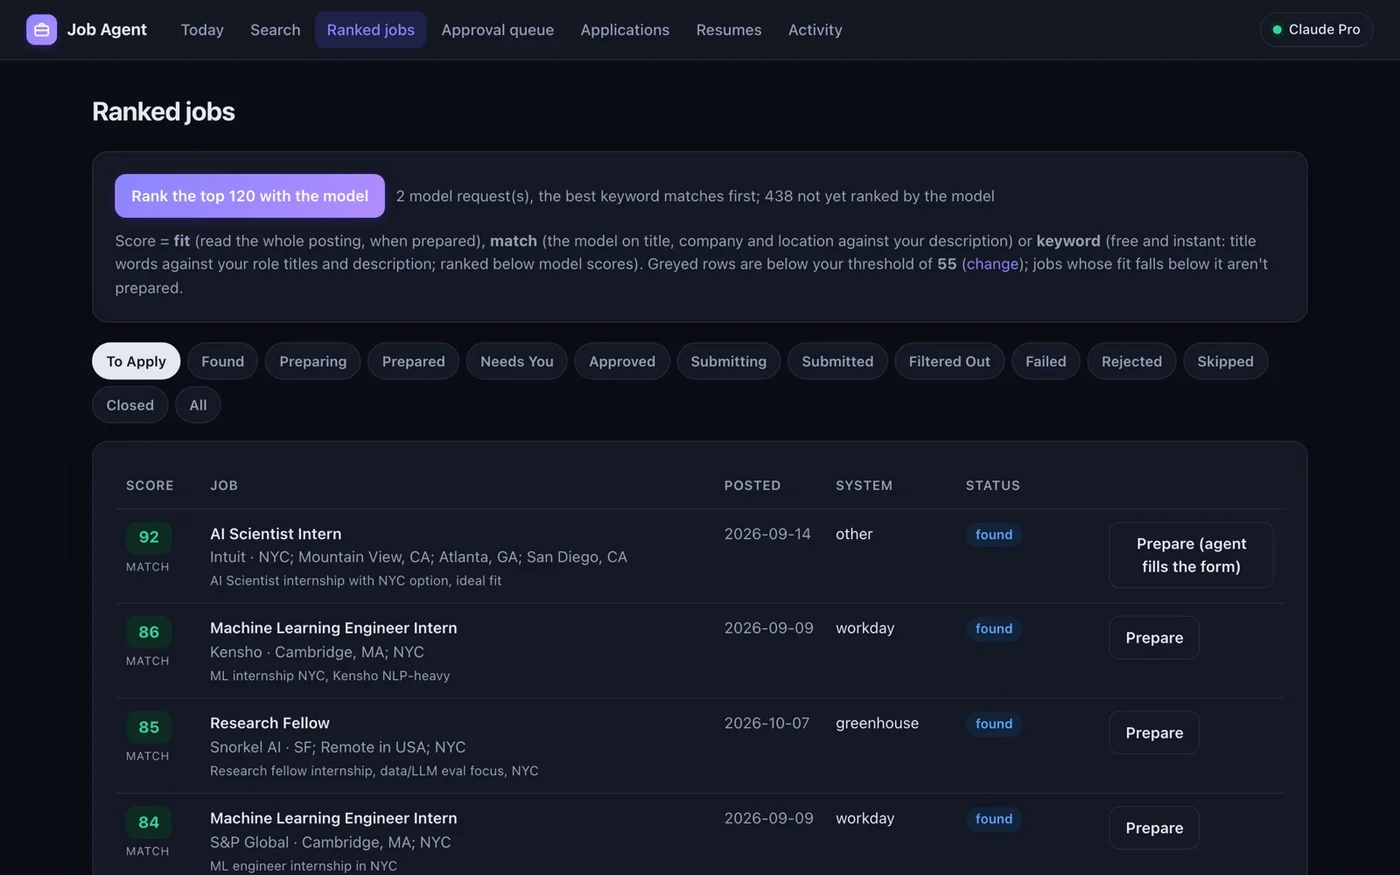 Job Agent
Today
Search
Ranked jobs
Approval queue
Applications
Resumes
Activity
Claude Pro
Ranked jobs
Rank the top 120 with the model
2 model request(s), the best keyword matches first; 438 not yet ranked by the model
Score = fit (read the whole posting, when prepared), match (the model on title, company and location against your description) or keyword (free and instant: title
words against your role titles and description; ranked below model scores). Greyed rows are below your threshold of 55 (change); jobs whose fit falls below it aren't
prepared.
To Apply
Found
Preparing
Prepared
Needs You
Approved
Submitting
Submitted
Filtered Out
Failed
Rejected
Skipped
Closed
All
SCORE
JOB
POSTED
SYSTEM
STATUS
92
MATCH
AI Scientist Intern
Intuit · NYC; Mountain View, CA; Atlanta, GA; San Diego, CA
AI Scientist internship with NYC option, ideal fit
2026-09-14
other
found
Prepare (agent
fills the form)
86
MATCH
Machine Learning Engineer Intern
Kensho · Cambridge, MA; NYC
ML internship NYC, Kensho NLP-heavy
2026-09-09
workday
found
Prepare
85
MATCH
Research Fellow
Snorkel AI · SF; Remote in USA; NYC
Research fellow internship, data/LLM eval focus, NYC
2026-10-07
greenhouse
found
Prepare
84
MATCH
Machine Learning Engineer Intern
S&P Global · Cambridge, MA; NYC
ML engineer internship in NYC
2026-09-09
workday
found
Prepare